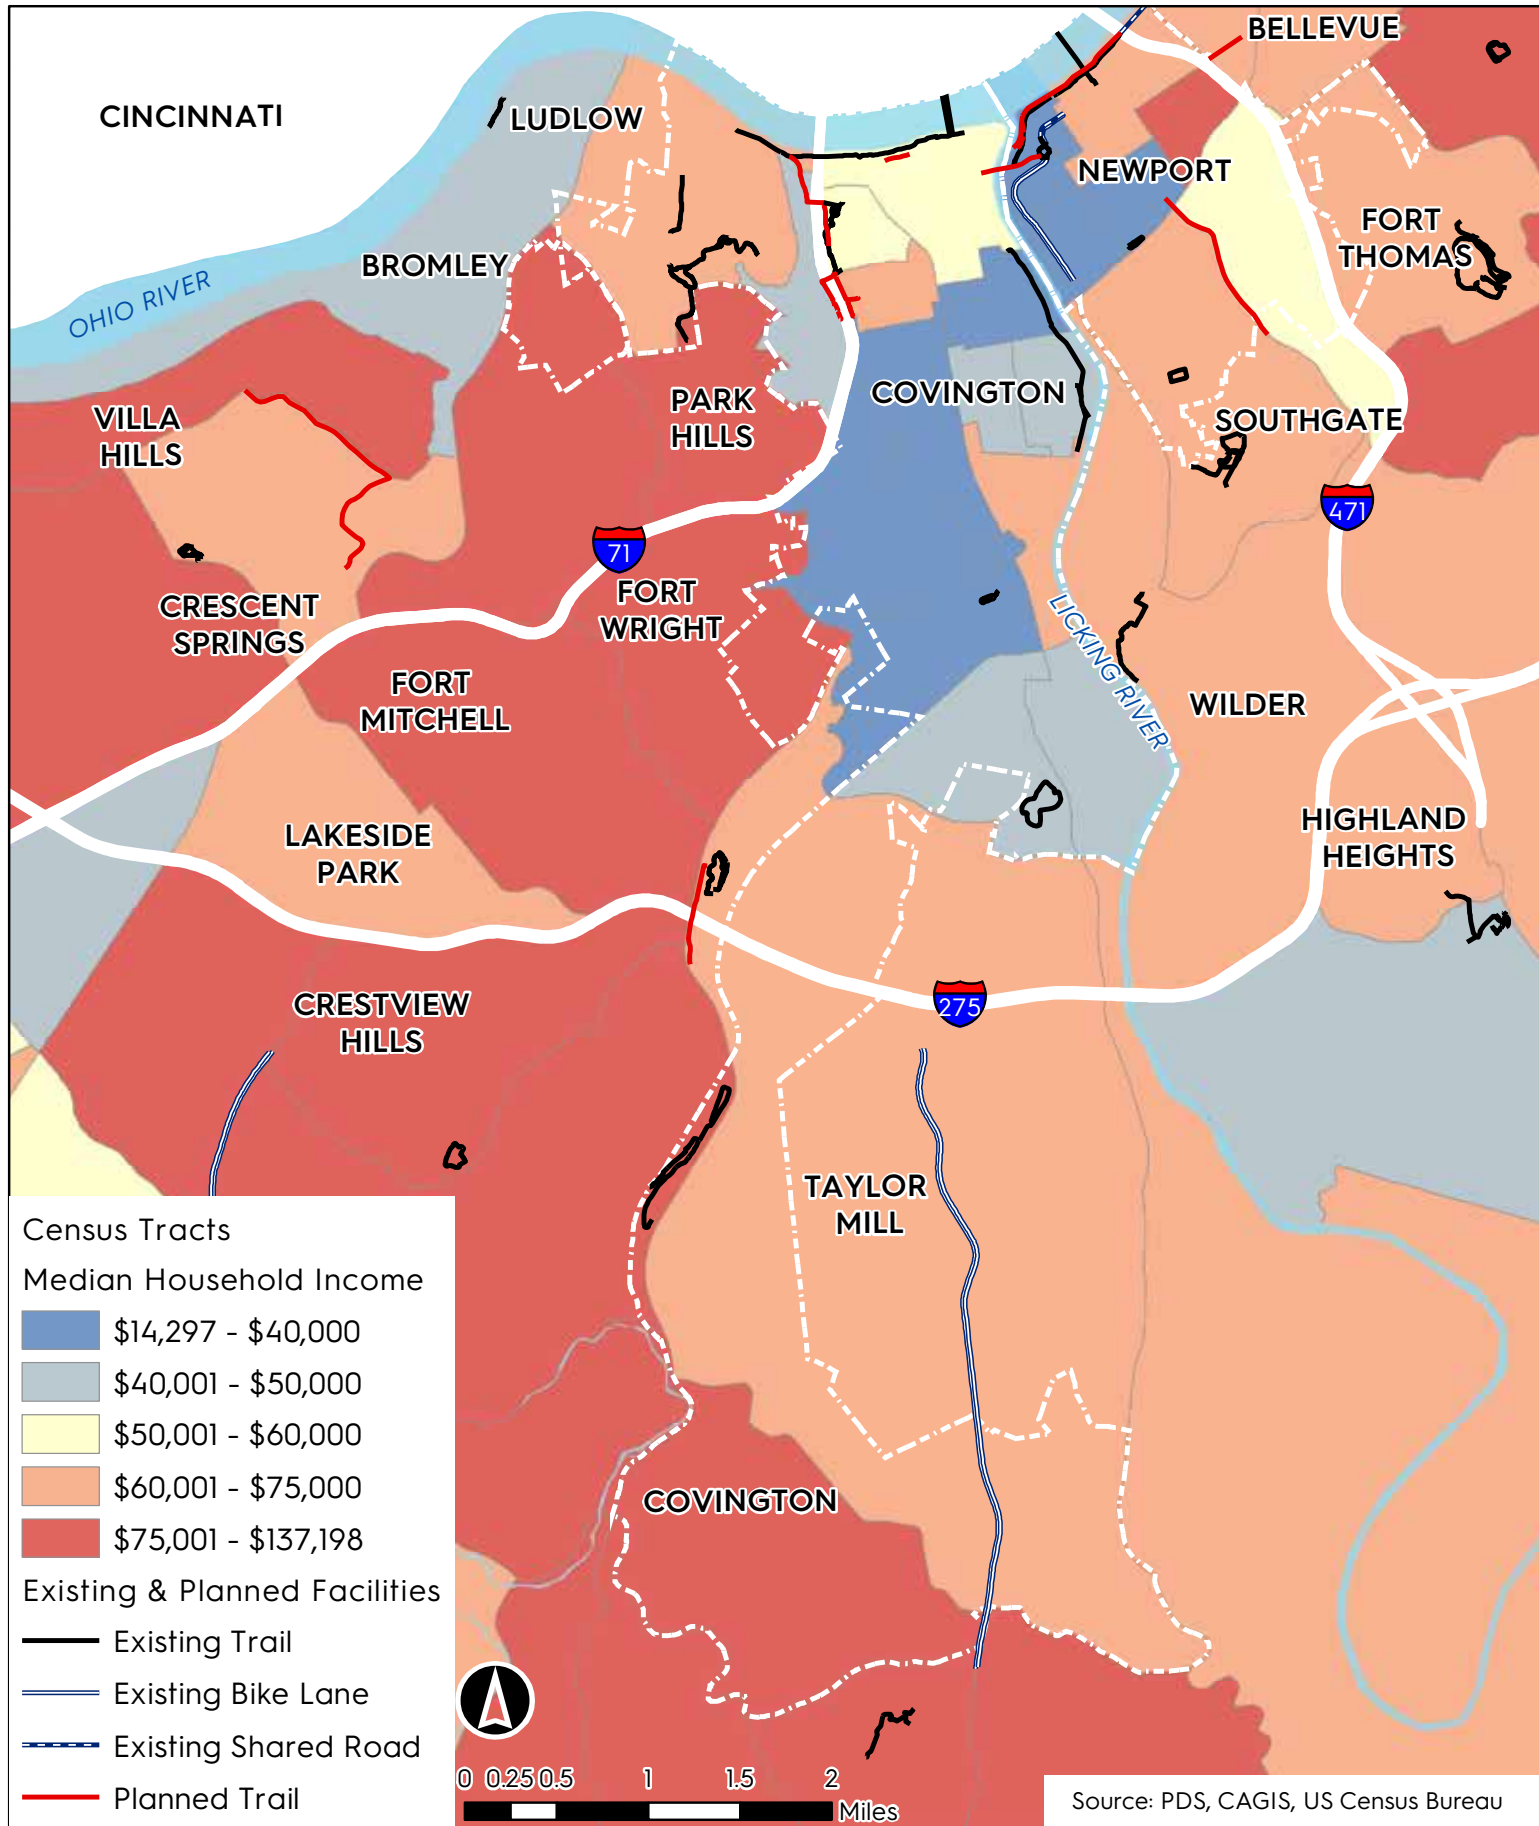 BELLEVUE
CINCINNATI
LUDLOW
NEWPORT
FORT
THOMAS
BROMLEY
OHIO RIVER
PARK
HILLS
COVINGTON
VILLA
HILLS
SOUTHGATE
471
71
CRESCENT
SPRINGS
FORT
WRIGHT
LICKING RIVER
FORT
MITCHELL
WILDER
LAKESIDE
PARK
HIGHLAND
HEIGHTS
CRESTVIEW
HILLS
275
TAYLOR
MILL
COVINGTON
Census Tracts
Median Household Income
$14,297 - $40,000
$40,001 - $50,000
$50,001 - $60,000
$60,001 - $75,000
$75,001 - $137,198
Existing & Planned Facilities
Existing Trail
Existing Bike Lane
Existing Shared Road
Planned Trail
0 0.25 0.5 1 1.5 2
Miles
Source: PDS, CAGIS, US Census Bureau